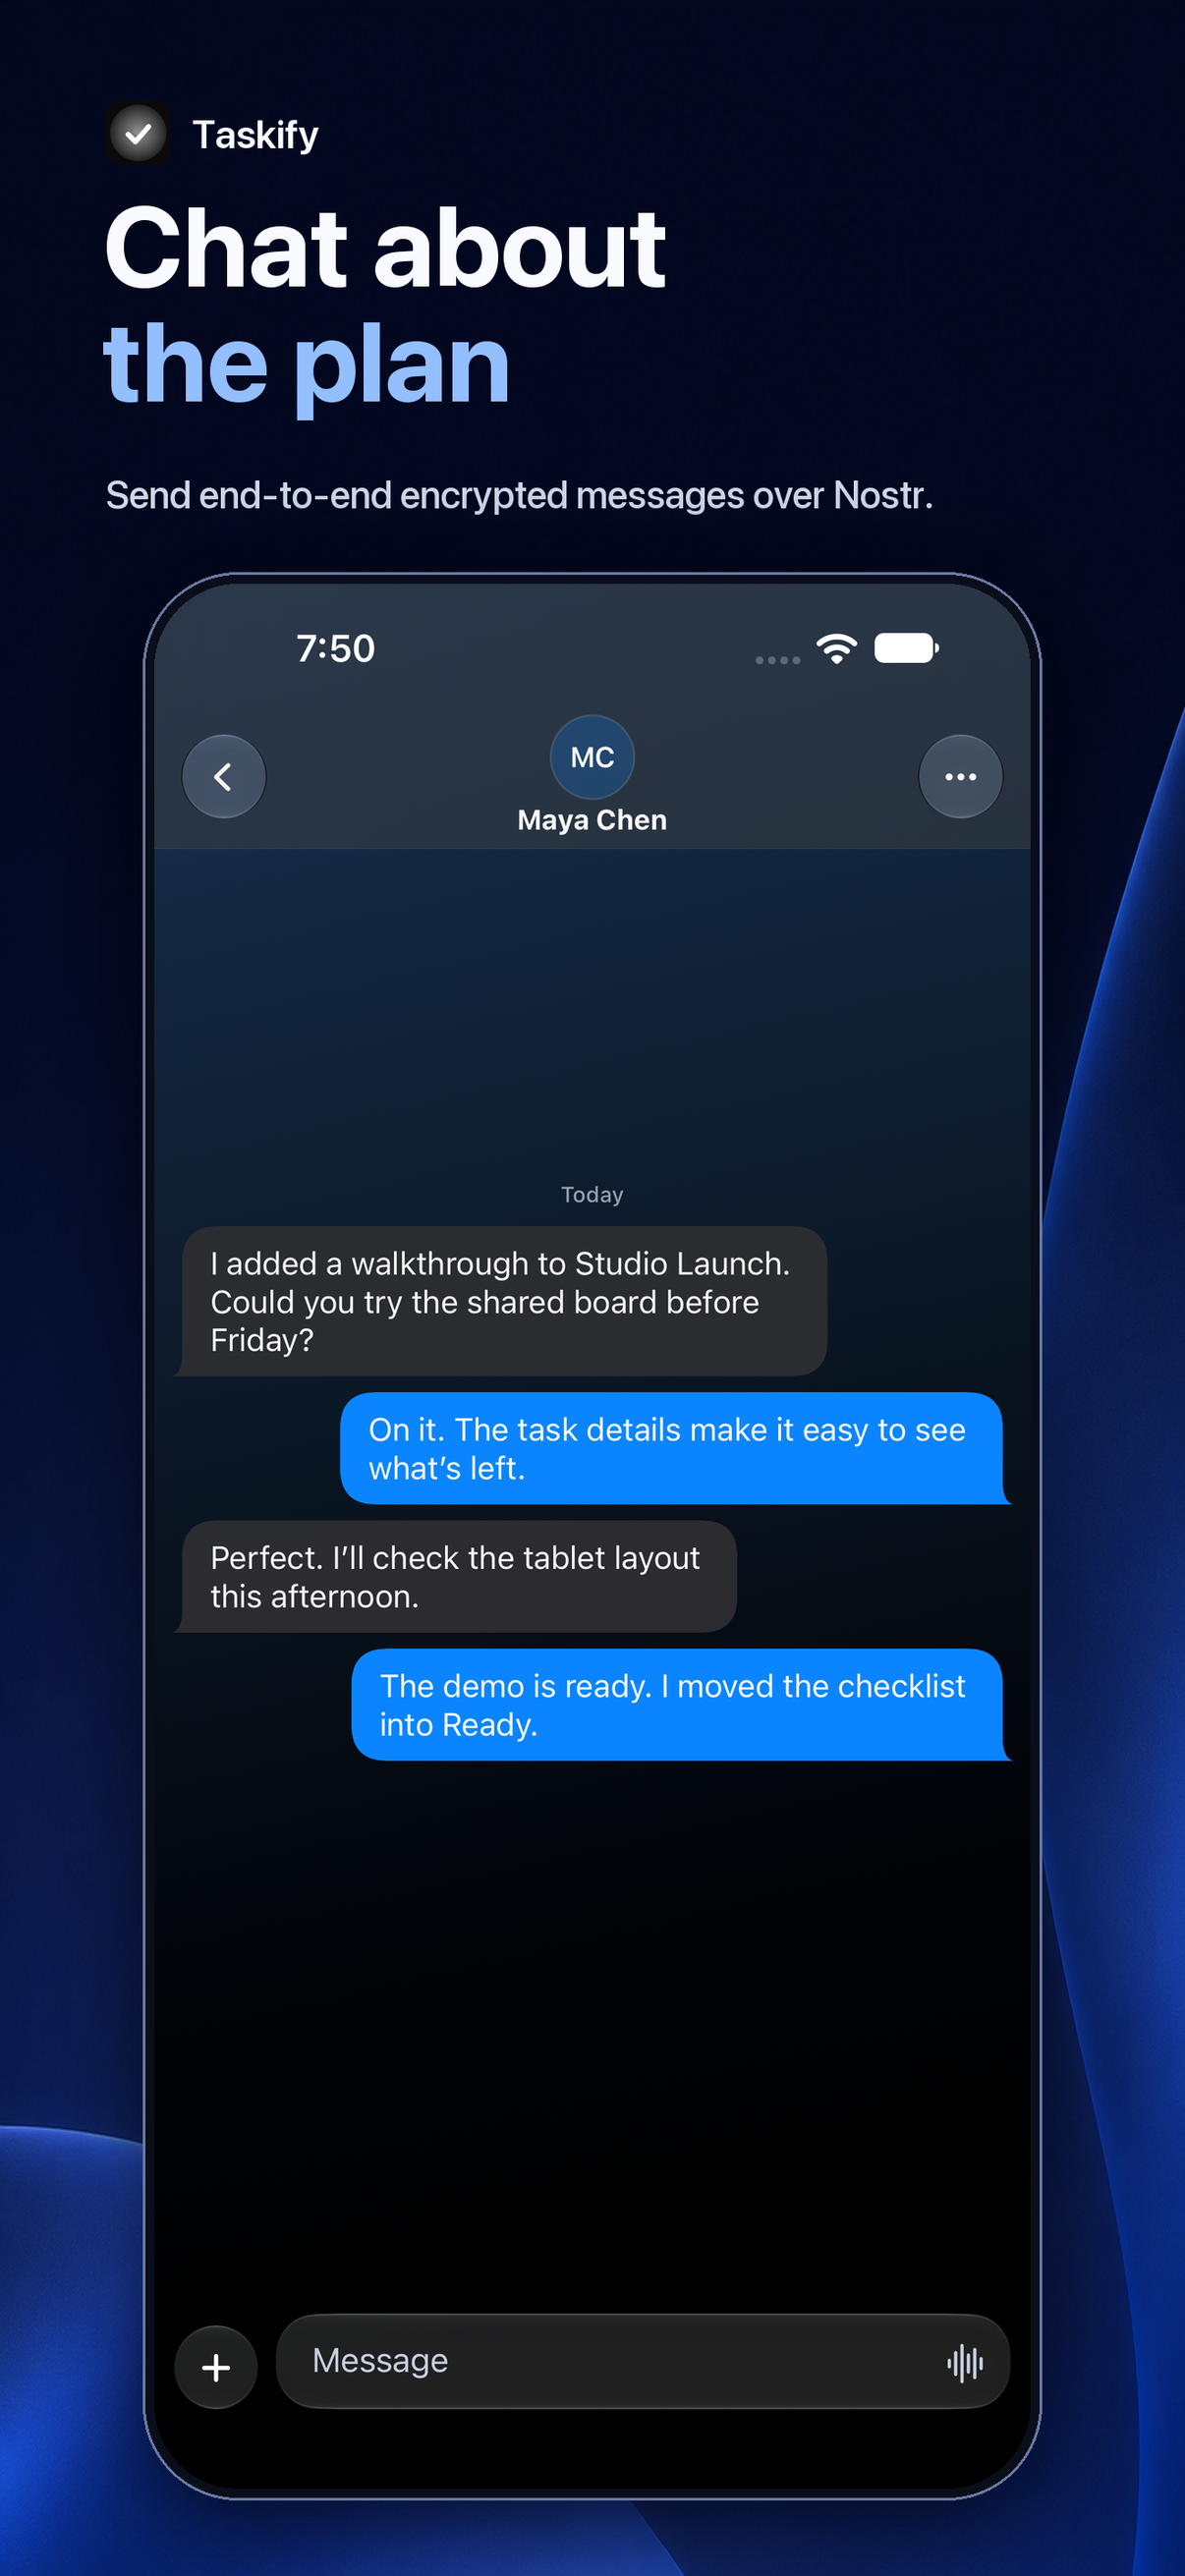 Taskify
Chat about
the plan
Send end-to-end encrypted messages over Nostr.
7:50
MC
Maya Chen
Today
I added a walkthrough to Studio Launch.
Could you try the shared board before
Friday?
On it. The task details make it easy to see
what’s left.
Perfect. I’ll check the tablet layout
this afternoon.
The demo is ready. I moved the checklist
into Ready.
Message